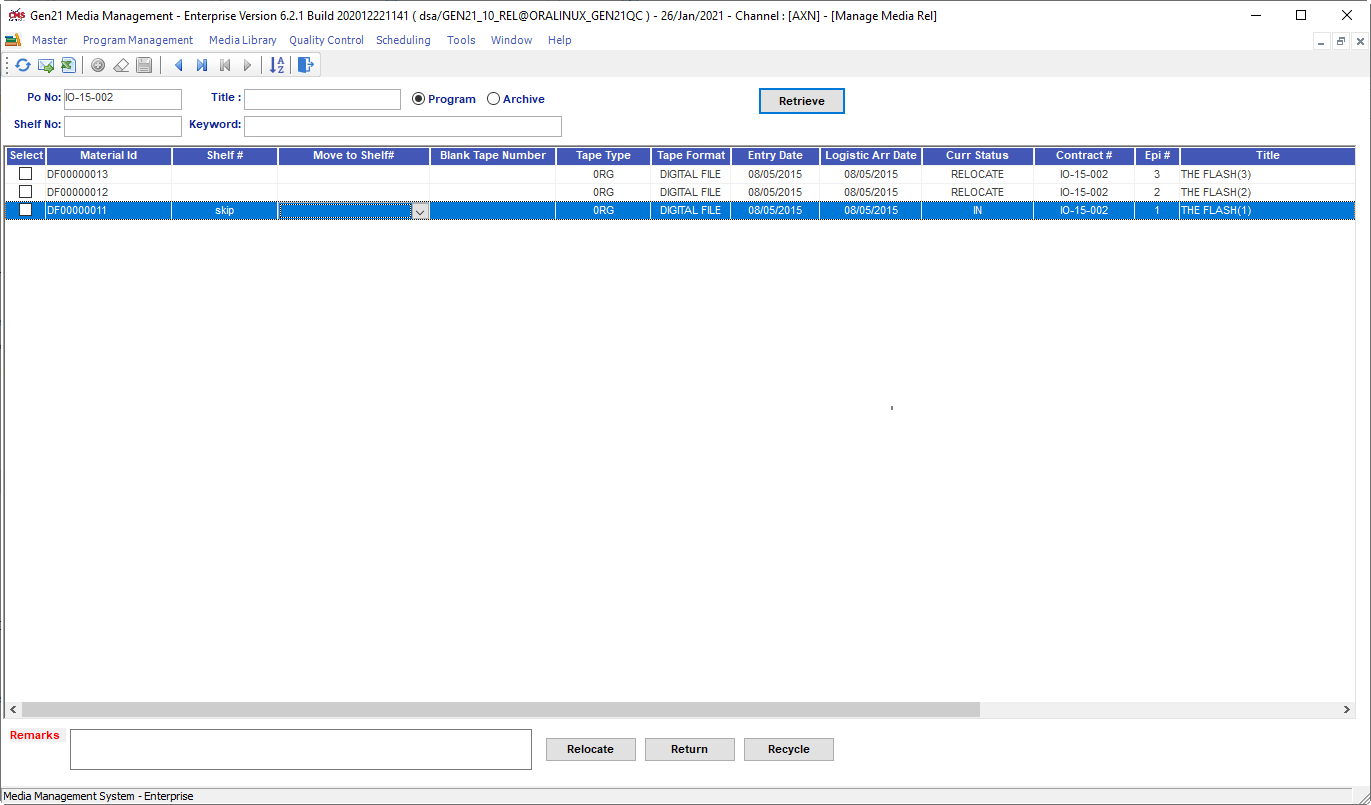 Gen21 Media Management - Enterprise Version 6.2.1 Build 202012221141 ( dsa/GEN21_10_REL@ORALINUX_GEN21QC ) - 26/Jan/2021 - Channel : [AXN] - [Manage Media Rel]
Master Program Management Media Library Quality Control Scheduling Tools Window Help
Po No: IO-15-002 Title : Program Archive Retrieve
Shelf No: Keyword:
Select Material Id Shelf # Move to Shelf# Blank Tape Number Tape Type Tape Format Entry Date Logistic Arr Date Curr Status Contract # Epi # Title
DF00000013 0RG DIGITAL FILE 08/05/2015 08/05/2015 RELOCATE IO-15-002 3 THE FLASH(3)
DF00000012 0RG DIGITAL FILE 08/05/2015 08/05/2015 RELOCATE IO-15-002 2 THE FLASH(2)
DF00000011 skip 0RG DIGITAL FILE 08/05/2015 08/05/2015 IN IO-15-002 1 THE FLASH(1)
Remarks
Relocate Return Recycle
Media Management System - Enterprise